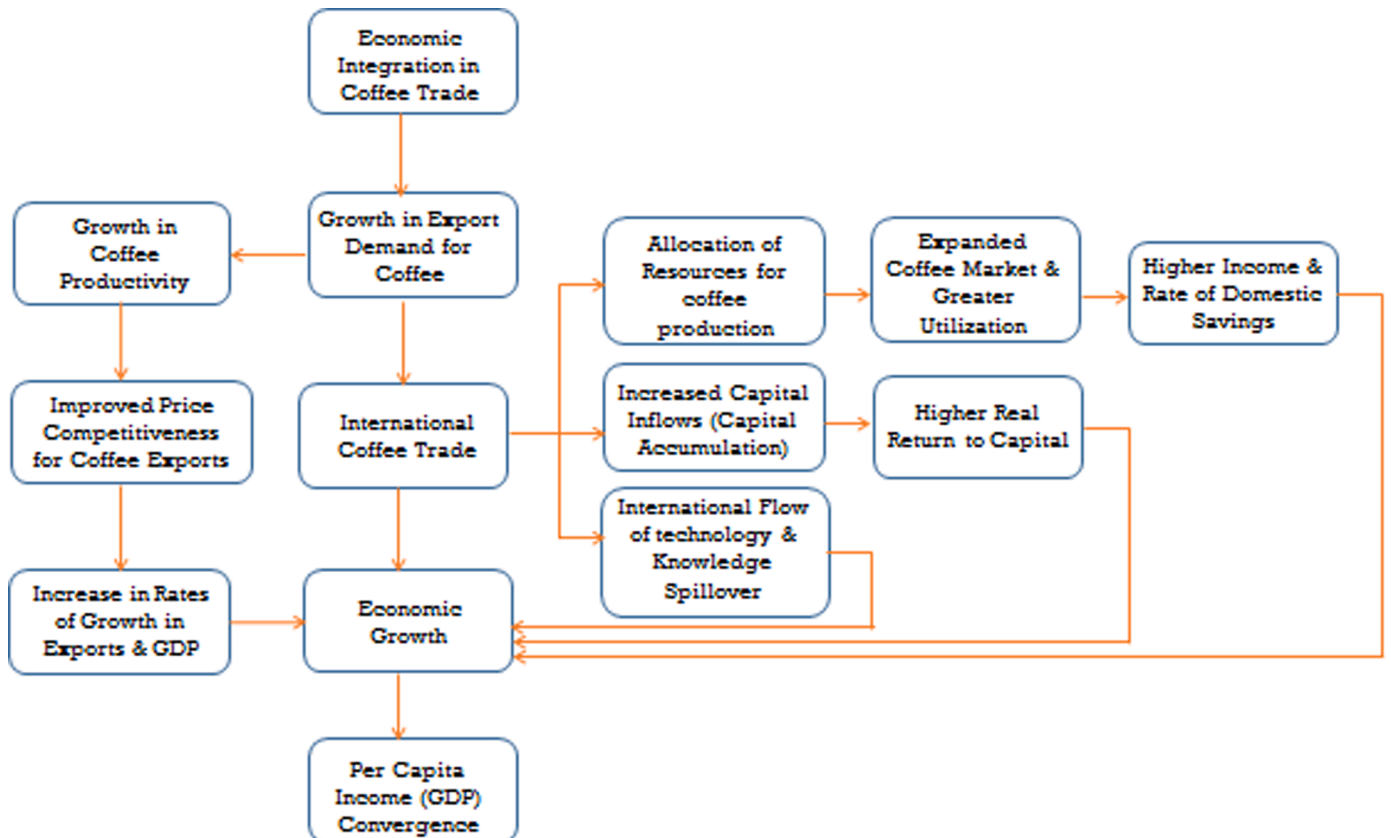 Economic
Integration in
Coffee Trade
Growth in
Coffee
Productivity
Growth in Export
Demand for
Coffee
Allocation of
Resources for
coffee
production
Expanded
Coffee Market &
Greater
Utilization
Higher Income &
Rate of Domestic
Savings
Improved Price
Competitiveness
for Coffee Exports
International
Coffee Trade
Increased Capital
Inflows (Capital
Accumulation)
Higher Real
Return to Capital
International Flow
of technology &
Knowledge
Spillover
Increase in Rates
of Growth in
Exports & GDP
Economic
Growth
Per Capita
Income (GDP)
Convergence